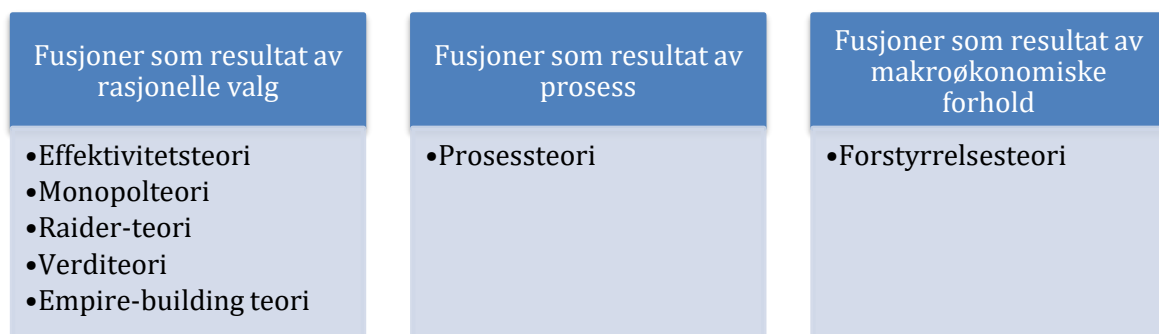 Fusjoner som resultat av
rasjonelle valg
•Effektivitetsteori
•Monopolteori
•Raider-teori
•Verditeori
•Empire-building teori
Fusjoner som resultat av
prosess
•Prosessteori
Fusjoner som resultat av
makroøkonomiske
forhold
•Forstyrrelsesteori